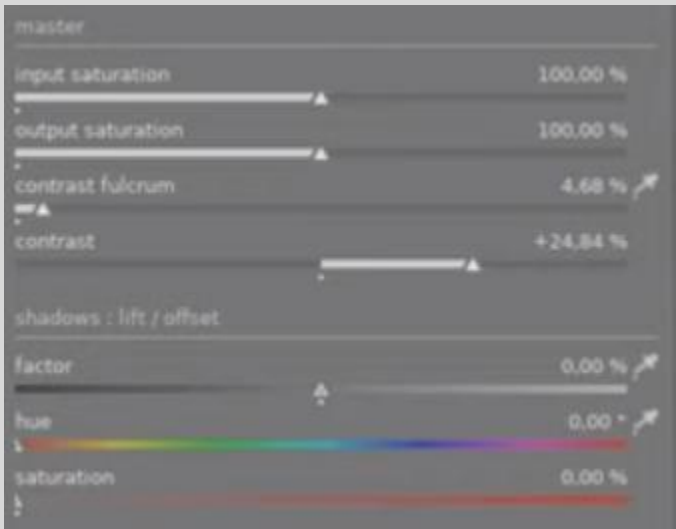 master
input saturation 100,00 %
output saturation 100,00 %
contrast fulcrum 4,68 %
contrast +24,84 %
shadows : lift / offset
factor 0,00 %
hue 0,00 °
saturation 0,00 %